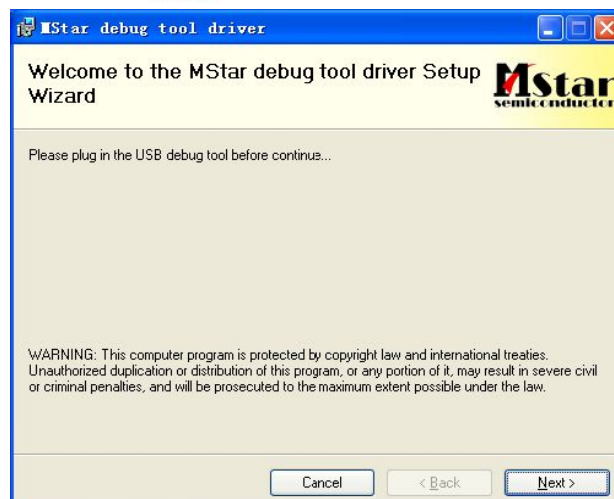 MStar debug tool driver
Welcome to the MStar debug tool driver Setup
Wizard
MStar
semiconductor
Please plug in the USB debug tool before continue...
WARNING: This computer program is protected by copyright law and international treaties.
Unauthorized duplication or distribution of this program, or any portion of it, may result in severe civil
or criminal penalties, and will be prosecuted to the maximum extent possible under the law.
Cancel
< Back
Next >